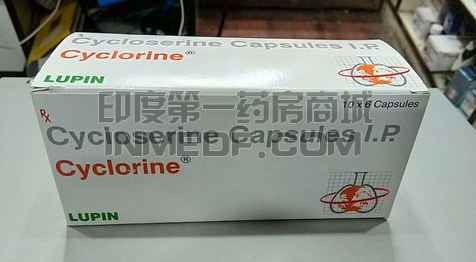 Rx
Cycloserine Capsules I.P.
Cyclorine®
LUPIN
印度第一药房商城
INMEDF.COM
10 x 6 Capsules
Rx
Cycloserine Capsules I.P.
Cyclorine®
LUPIN